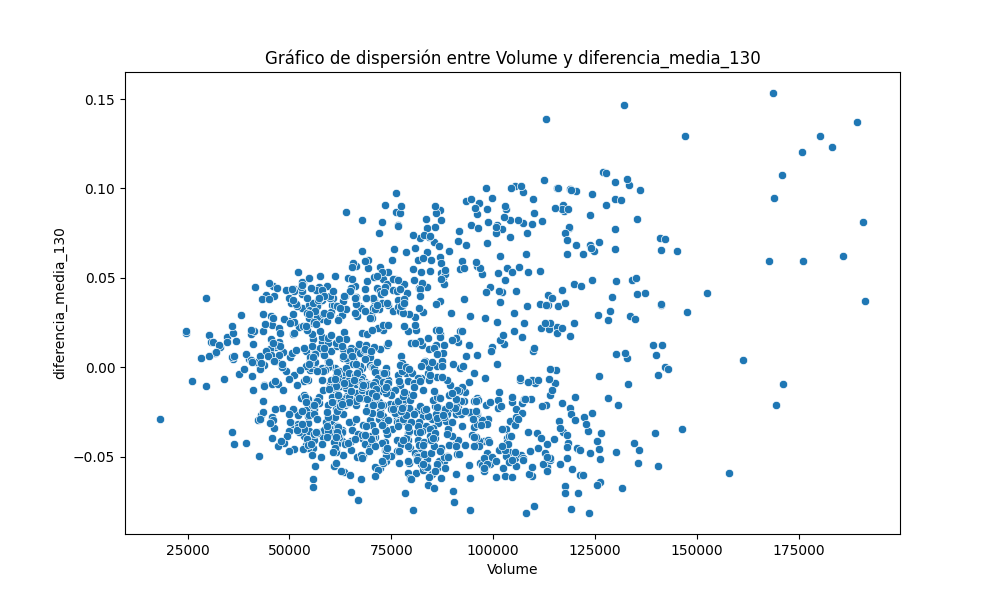 Gráfico de dispersión entre Volume y diferencia_media_130
0.15
0.10
0.05
0.00
−0.05
diferencia_media_130
25000 50000 75000 100000 125000 150000 175000
Volume